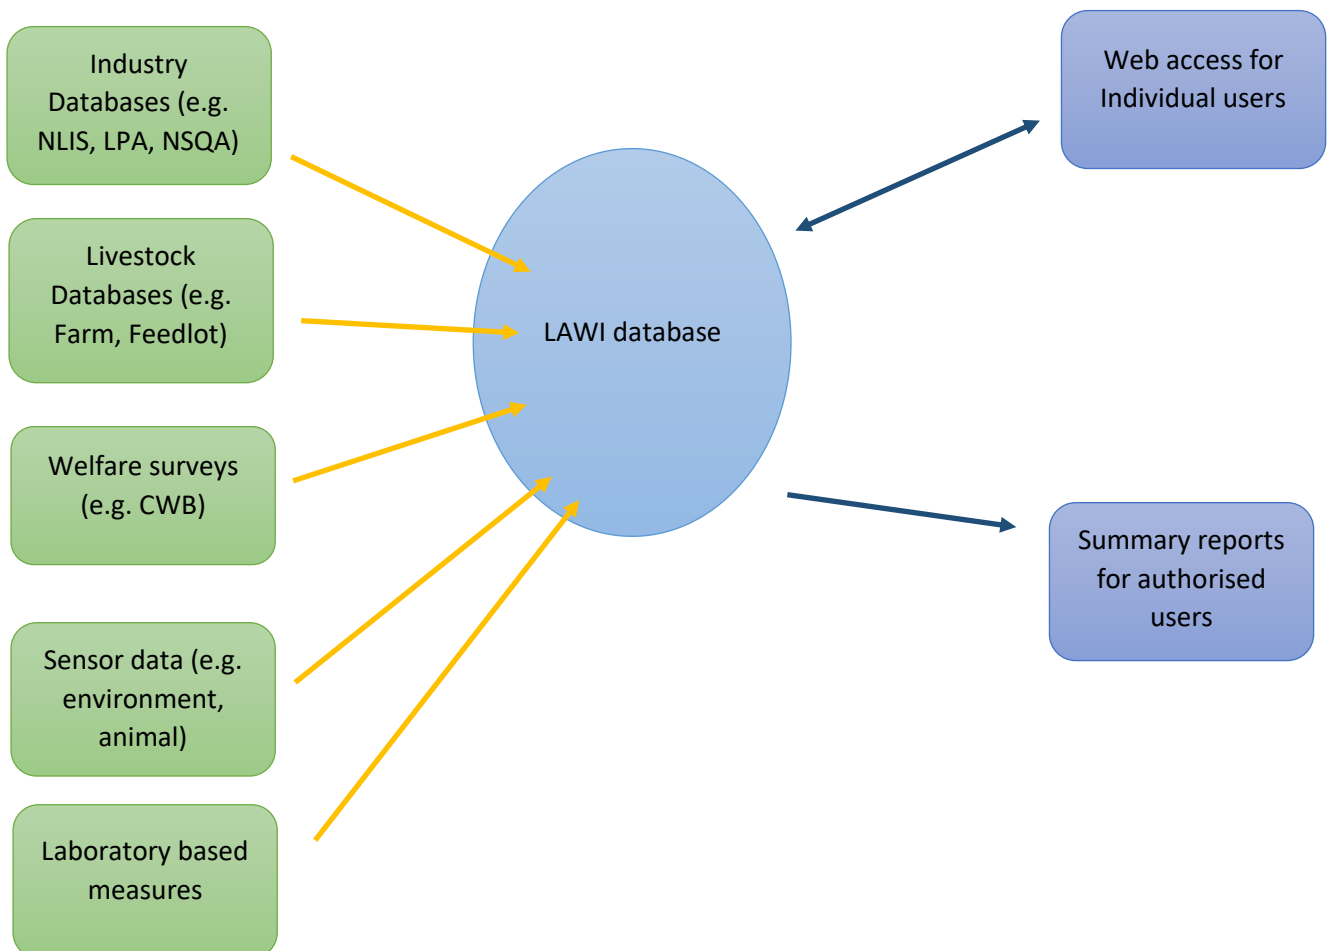 Industry
Databases (e.g.
NLIS, LPA, NSQA)
Livestock
Databases (e.g.
Farm, Feedlot)
Welfare surveys
(e.g. CWB)
Sensor data (e.g.
environment,
animal)
Laboratory based
measures
LAWI database
Web access for
Individual users
Summary reports
for authorised
users